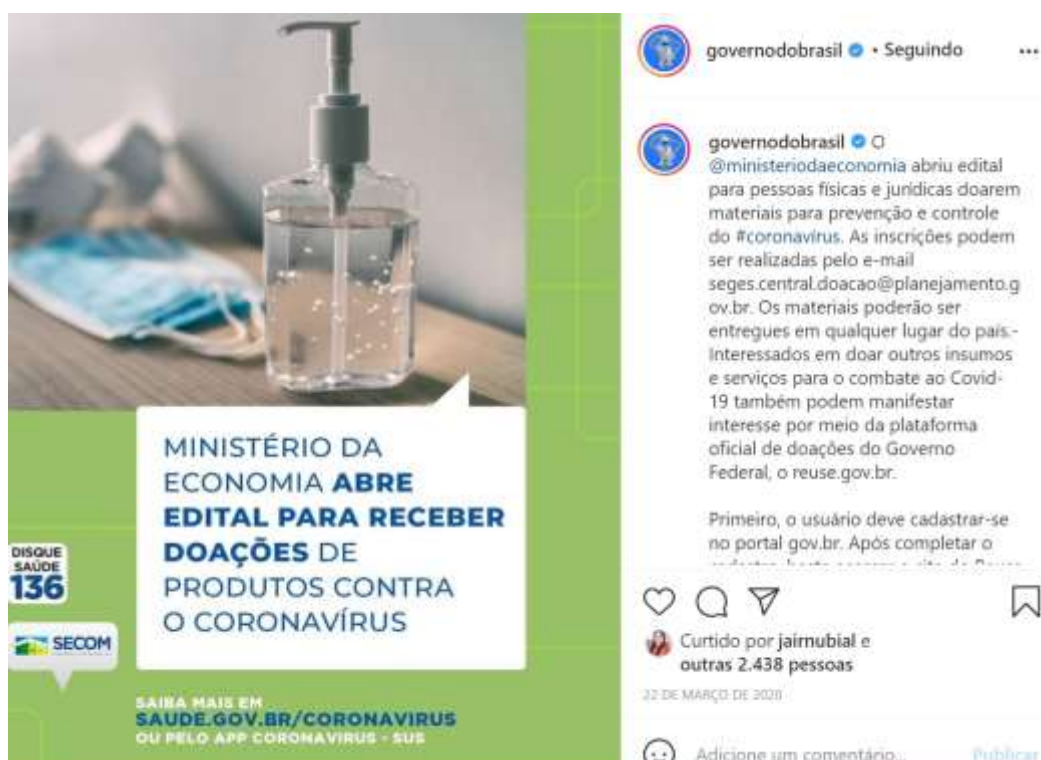 MINISTÉRIO DA
ECONOMIA ABRE
EDITAL PARA RECEBER
DOAÇÕES DE
PRODUTOS CONTRA
O CORONAVÍRUS
DISQUE
SAÚDE
136
SECOM
SAIBA MAIS EM
SAUDE.GOV.BR/CORONAVIRUS
OU PELO APP CORONAVIRUS - SUS
governodobrasil • Seguindo
governodobrasil O
@ministeriodaeconomia abriu edital
para pessoas físicas e jurídicas doarem
materiais para prevenção e controle
do #coronavírus. As inscrições podem
ser realizadas pelo e-mail
seges.central.doacao@planejamento.g
ov.br. Os materiais poderão ser
entregues em qualquer lugar do país.-
Interessados em doar outros insumos
e serviços para o combate ao Covid-
19 também podem manifestar
interesse por meio da plataforma
oficial de doações do Governo
Federal, o reuse.gov.br.
Primeiro, o usuário deve cadastrar-se
no portal gov.br. Após completar o
Curtido por jairnubial e
outras 2.438 pessoas
22 DE MARÇO DE 2020
Adicione um comentário... Publicar